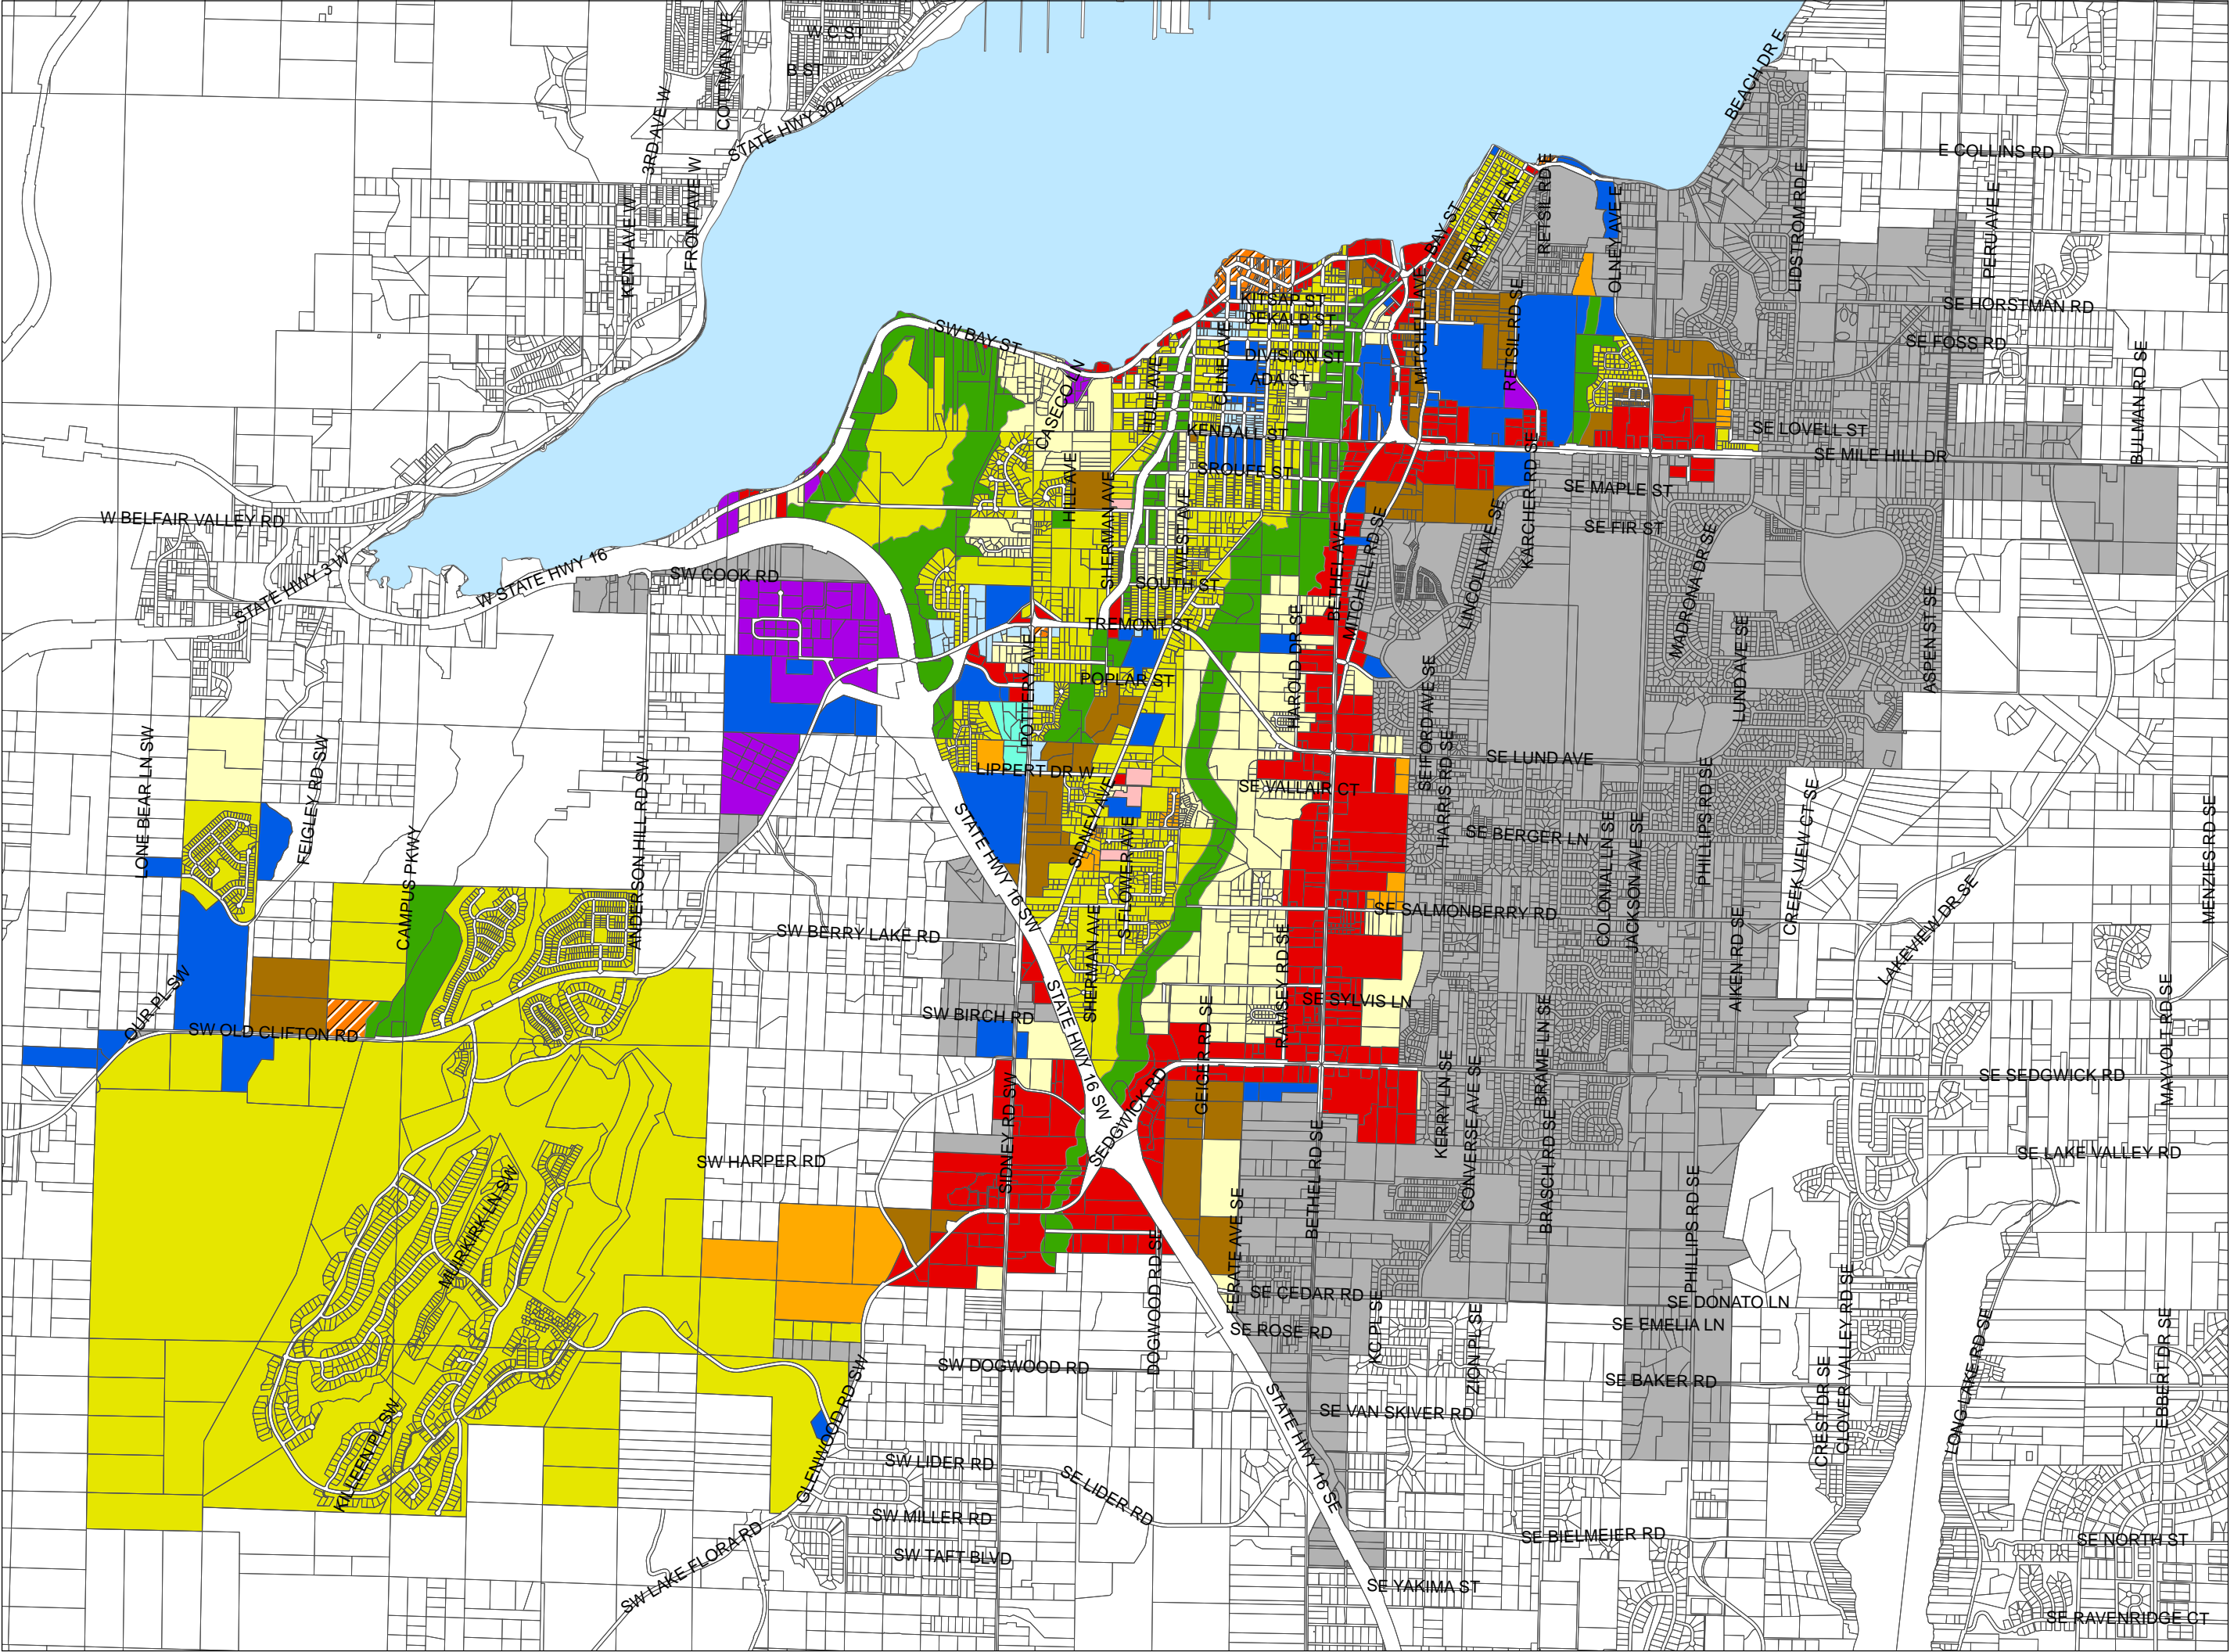 W C ST
COTTMAN AVE
B ST
STATE HWY 304
3RD AVE W
BEACH DR E
E COLLINS RD
KENT AVE W
FRONT AVE W
BAY ST
TRACY AVE N
RETSIL RD E
OLNEY AVE E
LIDSTROM RD E
PERU AVE E
KITSAP ST
DEKALB ST
SE HORSTMAN RD
SW BAY ST
DIVISION ST
ADA ST
CLINE AVE
MITCHELL AVE
RETSIL RD SE
SE FOSS RD
BULMAN RD SE
CASECO LN
HULL AVE
KENDALL ST
SE LOVELL ST
SE MILE HILL DR
SROUFE ST
KARCHER RD SE
SE MAPLE ST
HILL AVE
SHERMAN AVE
WEST AVE
SE FIR ST
W BELFAIR VALLEY RD
STATE HWY 3 W
W STATE HWY 16
SW COOK RD
SOUTH ST
BETHEL AVE
MITCHELL RD SE
LINCOLN AVE SE
MADRONA DR SE
ASPEN ST SE
TREMONT ST
HAROLD DR SE
LUND AVE SE
POTTERY AVE
POPLAR ST
SE IFORD AVE SE
HARRIS RD SE
LONE BEAR LN SW
FEIGLEY RD SW
ANDERSON HILL RD SW
LIPPERT DR W
SE VALLAIR CT
SE LUND AVE
STATE HWY 16 SW
SIDNEY AVE
S FLOWER AVE
SE BERGER LN
COLONIAL LN SE
JACKSON AVE SE
PHILLIPS RD SE
CREEK VIEW CT SE
MENZIES RD SE
CAMPUS PKWY
SE SALMONBERRY RD
SW BERRY LAKE RD
SHERMAN AVE
RAMSEY RD SE
AIKEN RD SE
LAKEVIEW DR SE
OUR PL SW
SW OLD CLIFTON RD
SW BIRCH RD
STATE HWY 16 SW
GEIGER RD SE
SE SYLVIS LN
MAYVOLT RD SE
SIDNEY RD SW
SEDGWICK RD
KERRY LN SE
CONVERSE AVE SE
BRASCH RD SE
BRAME LN SE
SE SEDGWICK RD
SW HARPER RD
BETHEL RD SE
SE LAKE VALLEY RD
MUIRKIRK LN SW
DOGWOOD RD SE
FERATE AVE SE
PHILLIPS RD SE
SE CEDAR RD
SE DONATO LN
SE ROSE RD
SE EMELIA LN
SW DOGWOOD RD
KC PL SE
ZION PL SE
SE BAKER RD
CREST DR SE
CLOVER VALLEY RD SE
LONG LAKE RD SE
EBBERT DR SE
KILLEEN PL SW
GLENWOOD RD SW
SE VAN SKIVER RD
STATE HWY 16 SE
SW LIDER RD
SE LIDER RD
SW MILLER RD
SE BIELMEIER RD
SE NORTH ST
SW LAKE FLORA RD
SW TAFT BLVD
SE YAKIMA ST
SE RAVENRIDGE CT